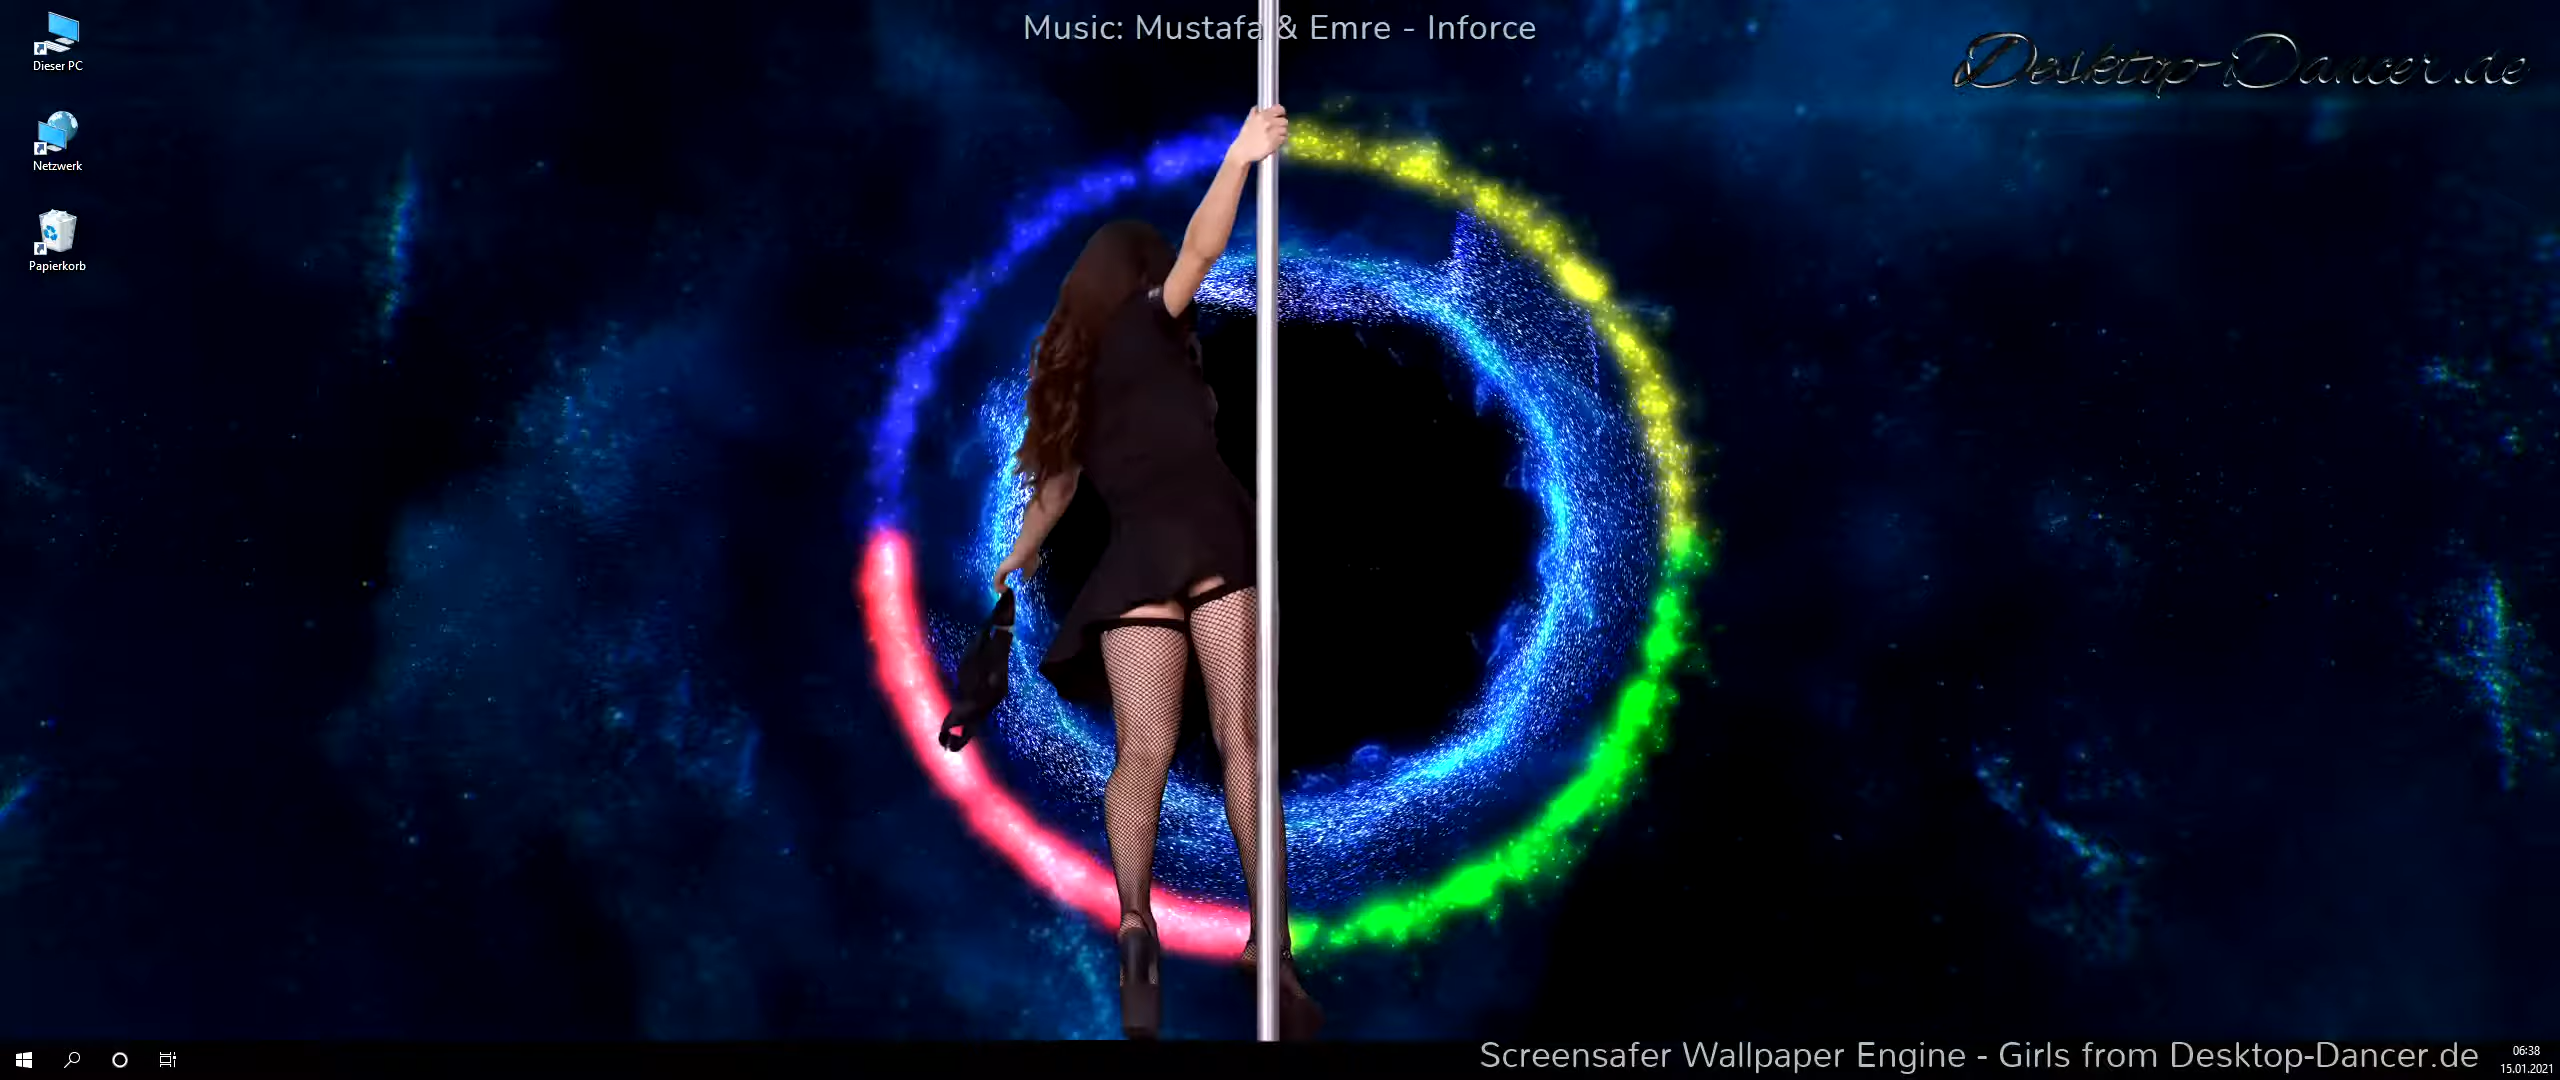 Music: Mustafa & Emre - Inforce
Desktop-Dancer.de
Dieser PC
Netzwerk
Papierkorb
Screensafer Wallpaper Engine - Girls from Desktop-Dancer.de
06:38
15.01.2021